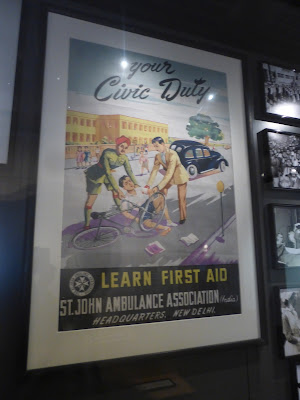 your
Civic Duty
LEARN FIRST AID
ST. JOHN AMBULANCE ASSOCIATION (India)
HEADQUARTERS, NEW DELHI.